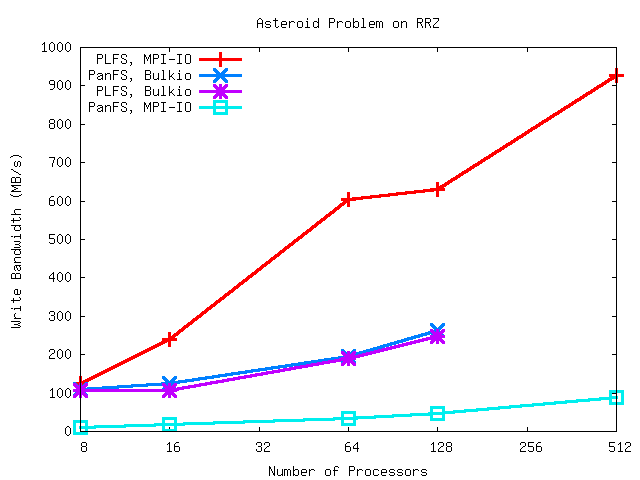 Asteroid Problem on RRZ
1000
900
800
700
600
500
400
300
200
100
0
Write Bandwidth (MB/s)
PLFS, MPI-IO
PanFS, Bulkio
PLFS, Bulkio
PanFS, MPI-IO
8 16 32 64 128 256 512
Number of Processors